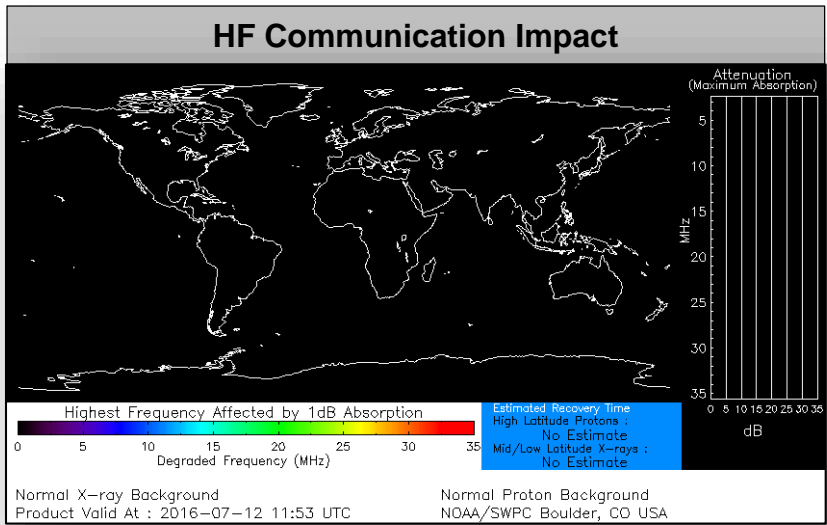 HF Communication Impact
Attenuation
(Maximum Absorption)
5
10
15
20
25
30
35
MHz
0 5 10 15 20 25 30 35
dB
Highest Frequency Affected by 1dB Absorption
0 5 10 15 20 25 30 35
Degraded Frequency (MHz)
Estimated Recovery Time
High Latitude Protons :
No Estimate
Mid/Low Latitude X-rays :
No Estimate
Normal X-ray Background
Normal Proton Background
Product Valid At : 2016-07-12 11:53 UTC
NOAA/SWPC Boulder, CO USA